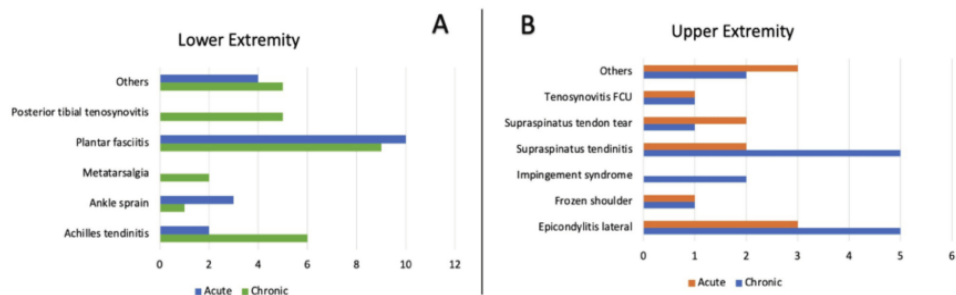 A
Lower Extremity
Others
Posterior tibial tenosynovitis
Plantar fasciitis
Metatarsalgia
Ankle sprain
Achilles tendinitis
0 2 4 6 8 10 12
Acute Chronic
B
Upper Extremity
Others
Tenosynovitis FCU
Supraspinatus tendon tear
Supraspinatus tendinitis
Impingement syndrome
Frozen shoulder
Epicondylitis lateral
0 1 2 3 4 5 6
Acute Chronic